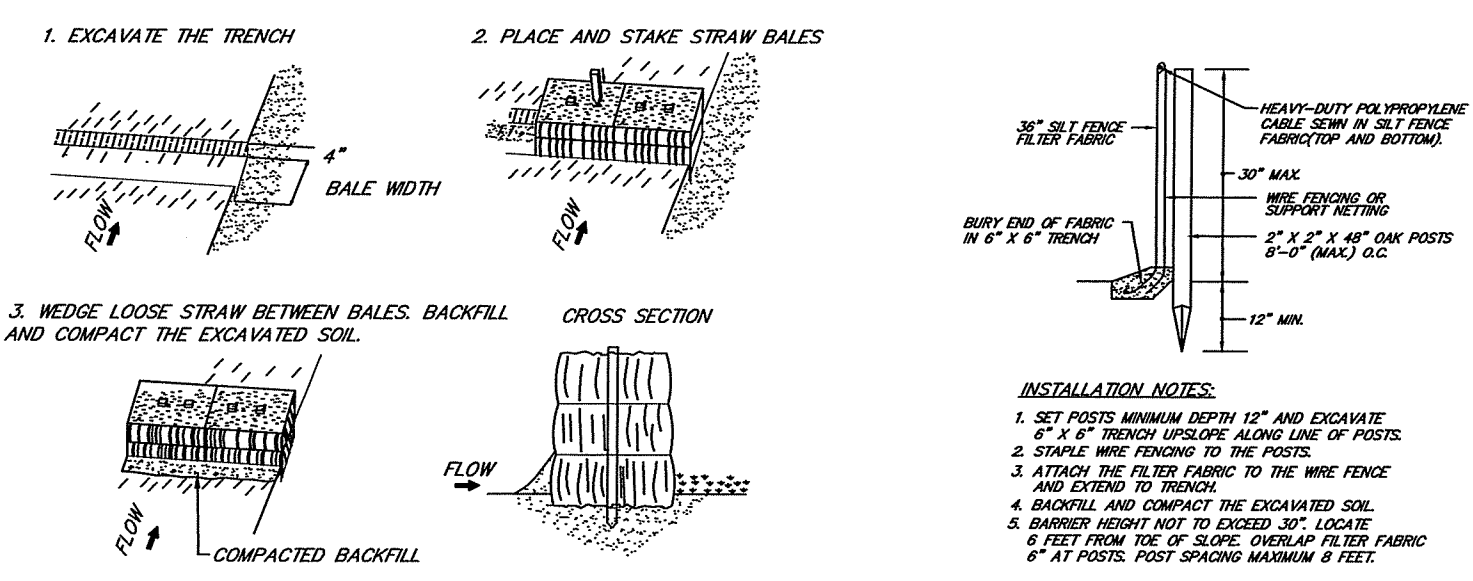 1. EXCAVATE THE TRENCH
4"
BALE WIDTH
FLOW
2. PLACE AND STAKE STRAW BALES
FLOW
3. WEDGE LOOSE STRAW BETWEEN BALES. BACKFILL
AND COMPACT THE EXCAVATED SOIL.
FLOW
COMPACTED BACKFILL
CROSS SECTION
FLOW
36" SILT FENCE
FILTER FABRIC
BURY END OF FABRIC
IN 6" X 6" TRENCH
HEAVY-DUTY POLYPROPYLENE
CABLE SEWN IN SILT FENCE
FABRIC(TOP AND BOTTOM).
30" MAX.
WIRE FENCING OR
SUPPORT NETTING
2" X 2" X 48" OAK POSTS
8'-0" (MAX.) O.C.
12" MIN.
INSTALLATION NOTES:
1. SET POSTS MINIMUM DEPTH 12" AND EXCAVATE
6" X 6" TRENCH UPSLOPE ALONG LINE OF POSTS.
2. STAPLE WIRE FENCING TO THE POSTS.
3. ATTACH THE FILTER FABRIC TO THE WIRE FENCE
AND EXTEND TO TRENCH.
4. BACKFILL AND COMPACT THE EXCAVATED SOIL.
5. BARRIER HEIGHT NOT TO EXCEED 30". LOCATE
6 FEET FROM TOE OF SLOPE. OVERLAP FILTER FABRIC
6" AT POSTS. POST SPACING MAXIMUM 8 FEET.